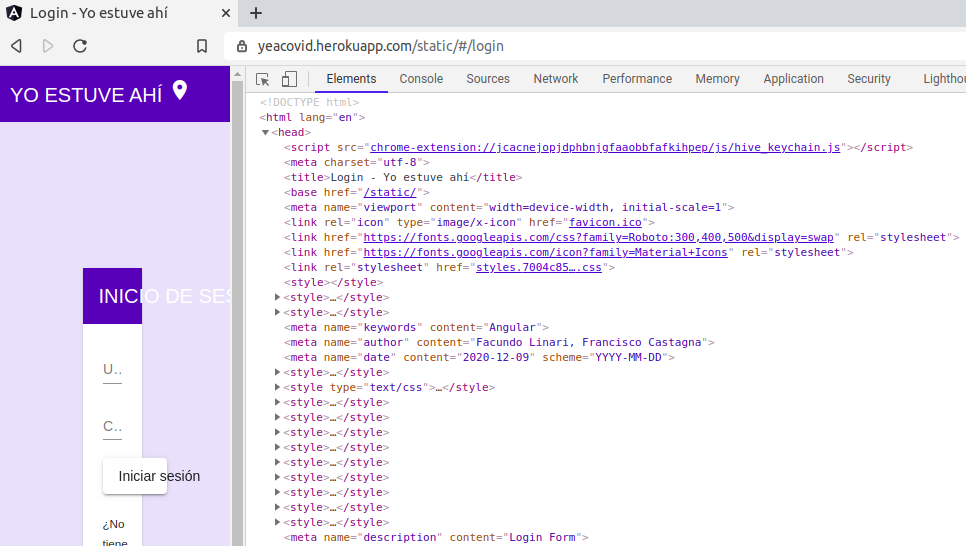 Login - Yo estuve ahí
yeacovid.herokuapp.com/static/#/login
YO ESTUVE AHÍ
INICIO DE SES
U..
C..
Iniciar sesión
¿No
tiene
Elements Console Sources Network Performance Memory Application Security Lighthou
<!DOCTYPE html>
<html lang="en">
<head>
<script src="chrome-extension://jcacnejopjdphbnjgfaaobbfafkihpep/js/hive_keychain.js"></script>
<meta charset="utf-8">
<title>Login - Yo estuve ahí</title>
<base href="/static/">
<meta name="viewport" content="width=device-width, initial-scale=1">
<link rel="icon" type="image/x-icon" href="favicon.ico">
<link href="https://fonts.googleapis.com/css?family=Roboto:300,400,500&display=swap" rel="stylesheet">
<link href="https://fonts.googleapis.com/icon?family=Material+Icons" rel="stylesheet">
<link rel="stylesheet" href="styles.7004c85….css">
<style></style>
<style>…</style>
<style>…</style>
<meta name="keywords" content="Angular">
<meta name="author" content="Facundo Linari, Francisco Castagna">
<meta name="date" content="2020-12-09" scheme="YYYY-MM-DD">
<style>…</style>
<style type="text/css">…</style>
<style>…</style>
<style>…</style>
<style>…</style>
<style>…</style>
<style>…</style>
<style>…</style>
<style>…</style>
<style>…</style>
<style>…</style>
<meta name="description" content="Login Form">